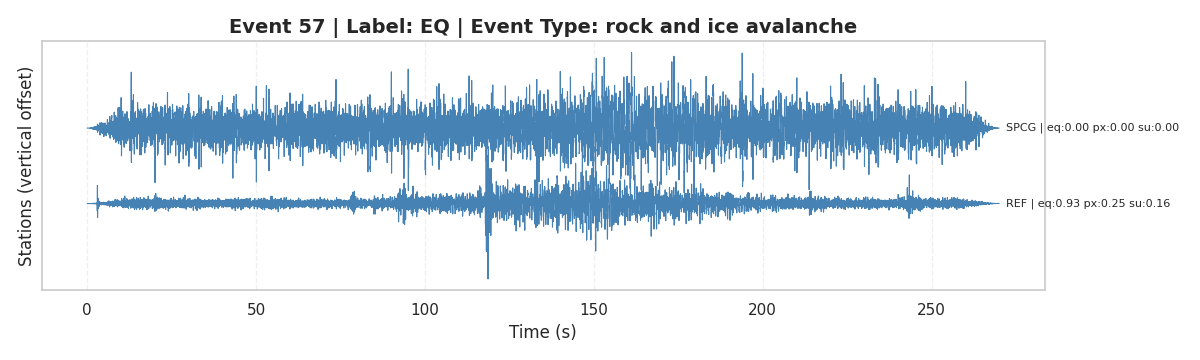 Event 57 | Label: EQ | Event Type: rock and ice avalanche
Stations (vertical offset)
SPCG | eq:0.00 px:0.00 su:0.00
REF | eq:0.93 px:0.25 su:0.16
0 50 100 150 200 250
Time (s)